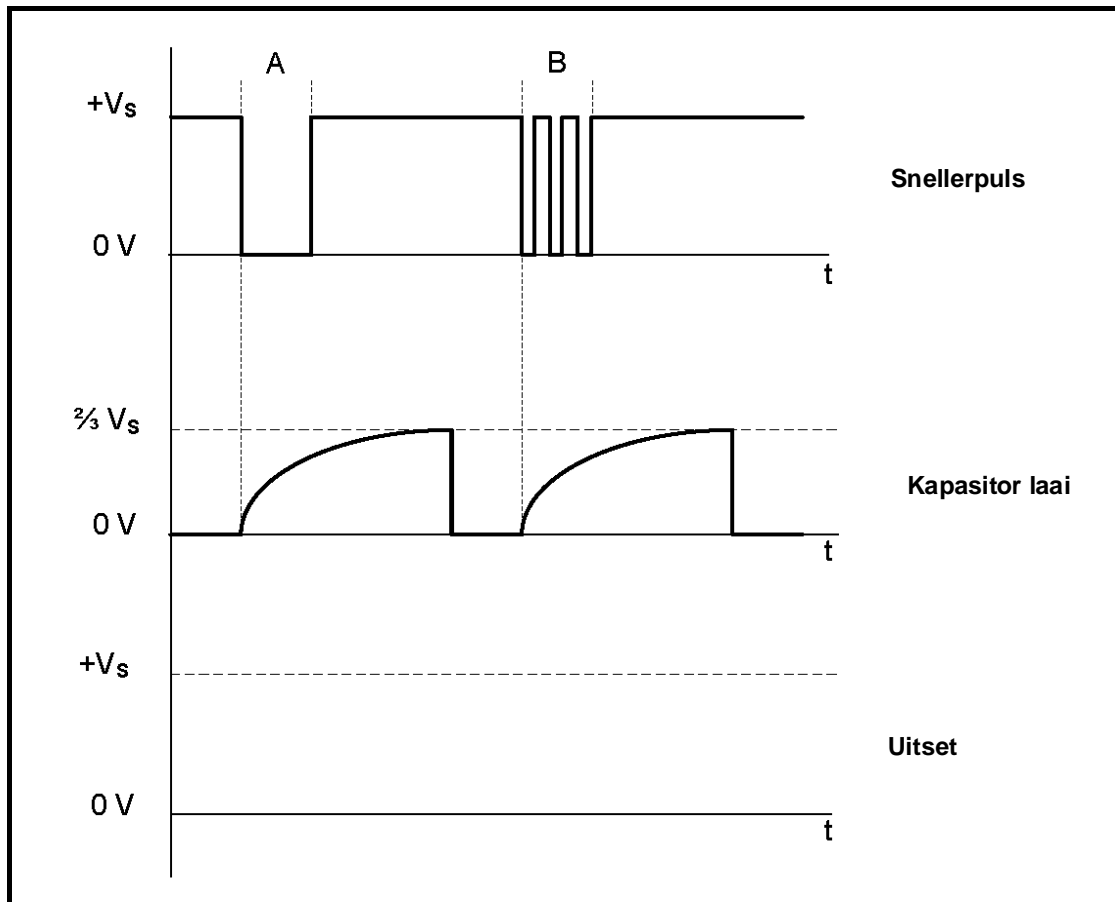 A B
+Vs
Snellerpuls
0 V
t
⅔ Vs
Kapasitor laai
0 V
t
+Vs
Uitset
0 V
t